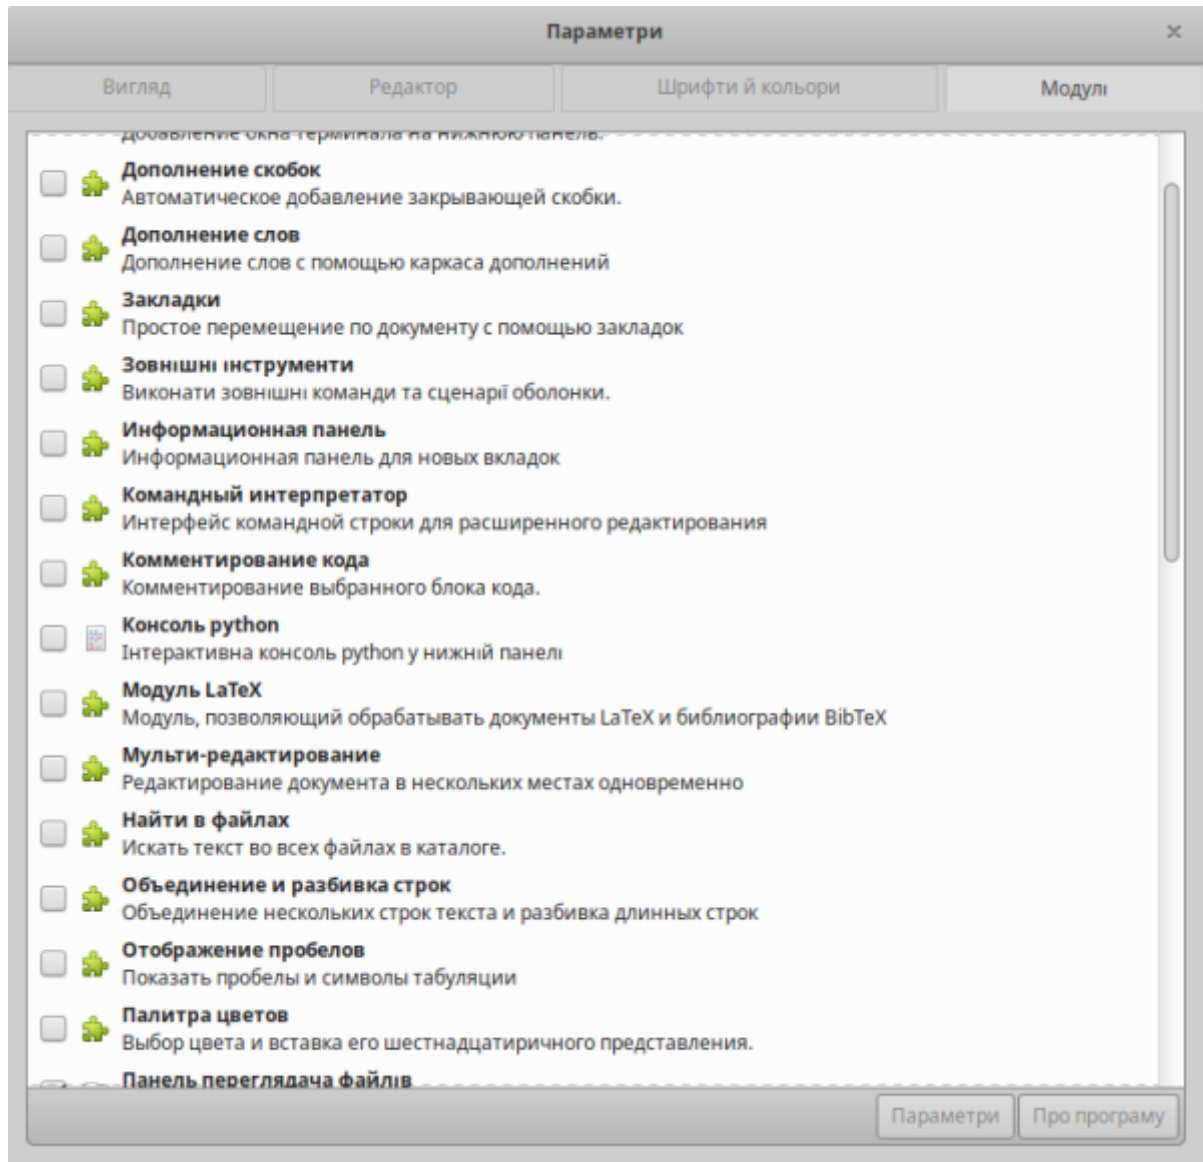 Параметри
Вигляд
Редактор
Шрифти й кольори
Модулі
Добавление окна терминала на нижнюю панель.
Дополнение скобок
Автоматическое добавление закрывающей скобки.
Дополнение слов
Дополнение слов с помощью каркаса дополнений
Закладки
Простое перемещение по документу с помощью закладок
Зовнішні інструменти
Виконати зовнішні команди та сценарії оболонки.
Информационная панель
Информационная панель для новых вкладок
Командный интерпретатор
Интерфейс командной строки для расширенного редактирования
Комментирование кода
Комментирование выбранного блока кода.
Консоль python
Інтерактивна консоль python у нижній панелі
Модуль LaTeX
Модуль, позволяющий обрабатывать документы LaTeX и библиографии BibTeX
Мульти-редактирование
Редактирование документа в нескольких местах одновременно
Найти в файлах
Искать текст во всех файлах в каталоге.
Объединение и разбивка строк
Объединение нескольких строк текста и разбивка длинных строк
Отображение пробелов
Показать пробелы и символы табуляции
Палитра цветов
Выбор цвета и вставка его шестнадцатиричного представления.
Панель переглядача файлів
Параметри
Про програму